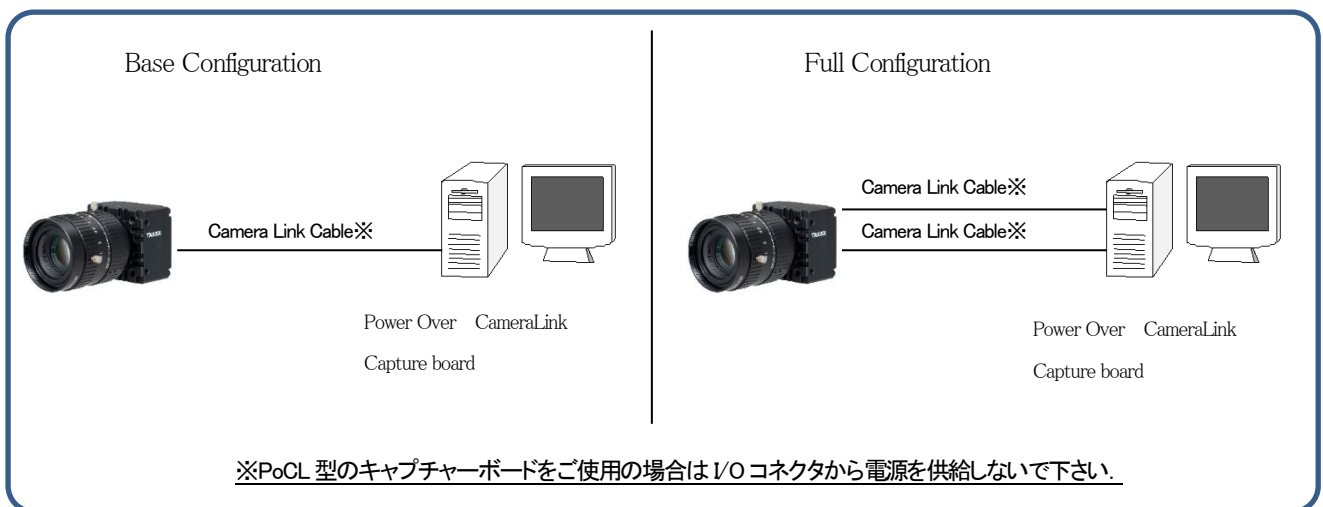 Base Configuration
Camera Link Cable※
Power Over CameraLink
Capture board
Full Configuration
Camera Link Cable※
Camera Link Cable※
Power Over CameraLink
Capture board
※PoCL 型のキャプチャーボードをご使用の場合は I/O コネクタから電源を供給しないで下さい.